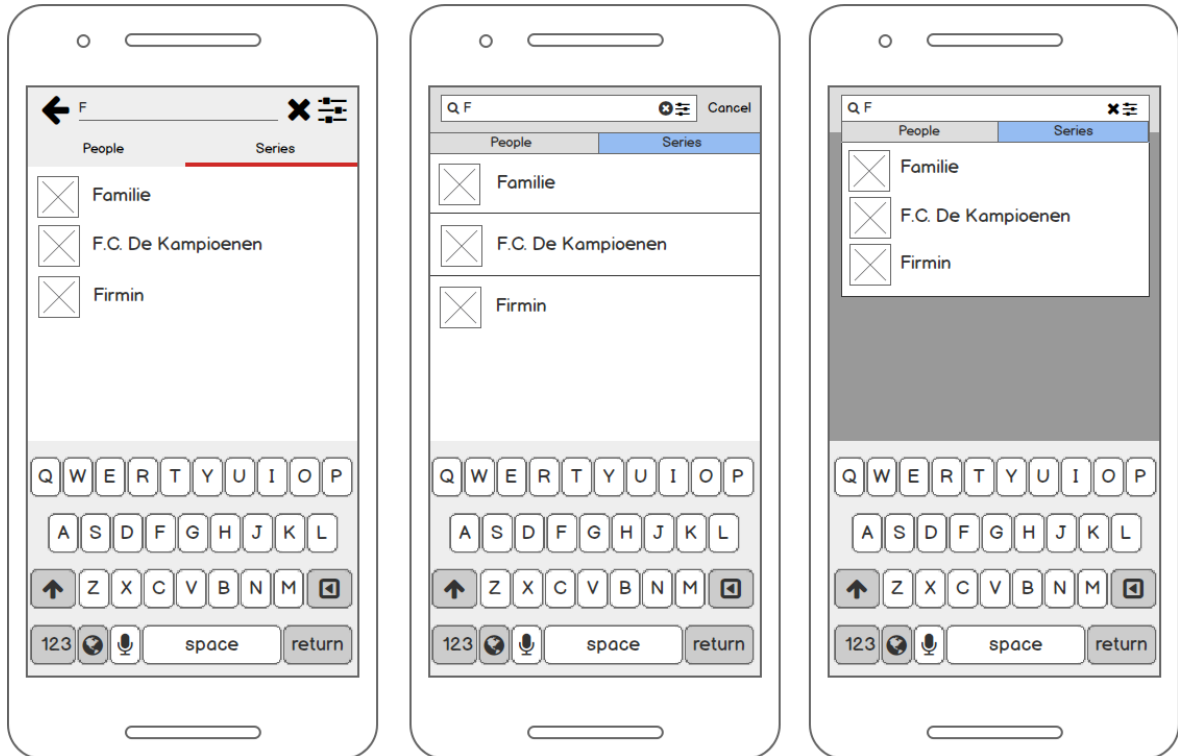 F
People Series
Familie
F.C. De Kampioenen
Firmin
Q W E R T Y U I O P
A S D F G H J K L
Z X C V B N M
123 space return
F Cancel
People Series
Familie
F.C. De Kampioenen
Firmin
Q W E R T Y U I O P
A S D F G H J K L
Z X C V B N M
123 space return
F
People Series
Familie
F.C. De Kampioenen
Firmin
Q W E R T Y U I O P
A S D F G H J K L
Z X C V B N M
123 space return